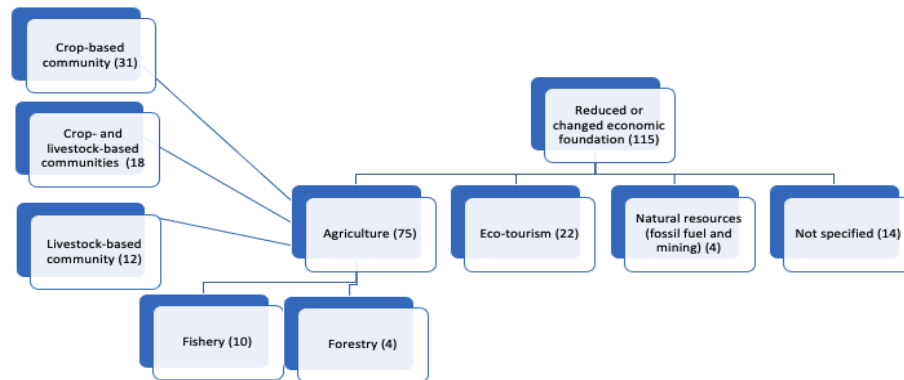 Crop-based
community (31)
Crop- and
livestock-based
communities (18
Livestock-based
community (12)
Reduced or
changed economic
foundation (115)
Agriculture (75)
Eco-tourism (22)
Natural resources
(fossil fuel and
mining) (4)
Not specified (14)
Fishery (10)
Forestry (4)